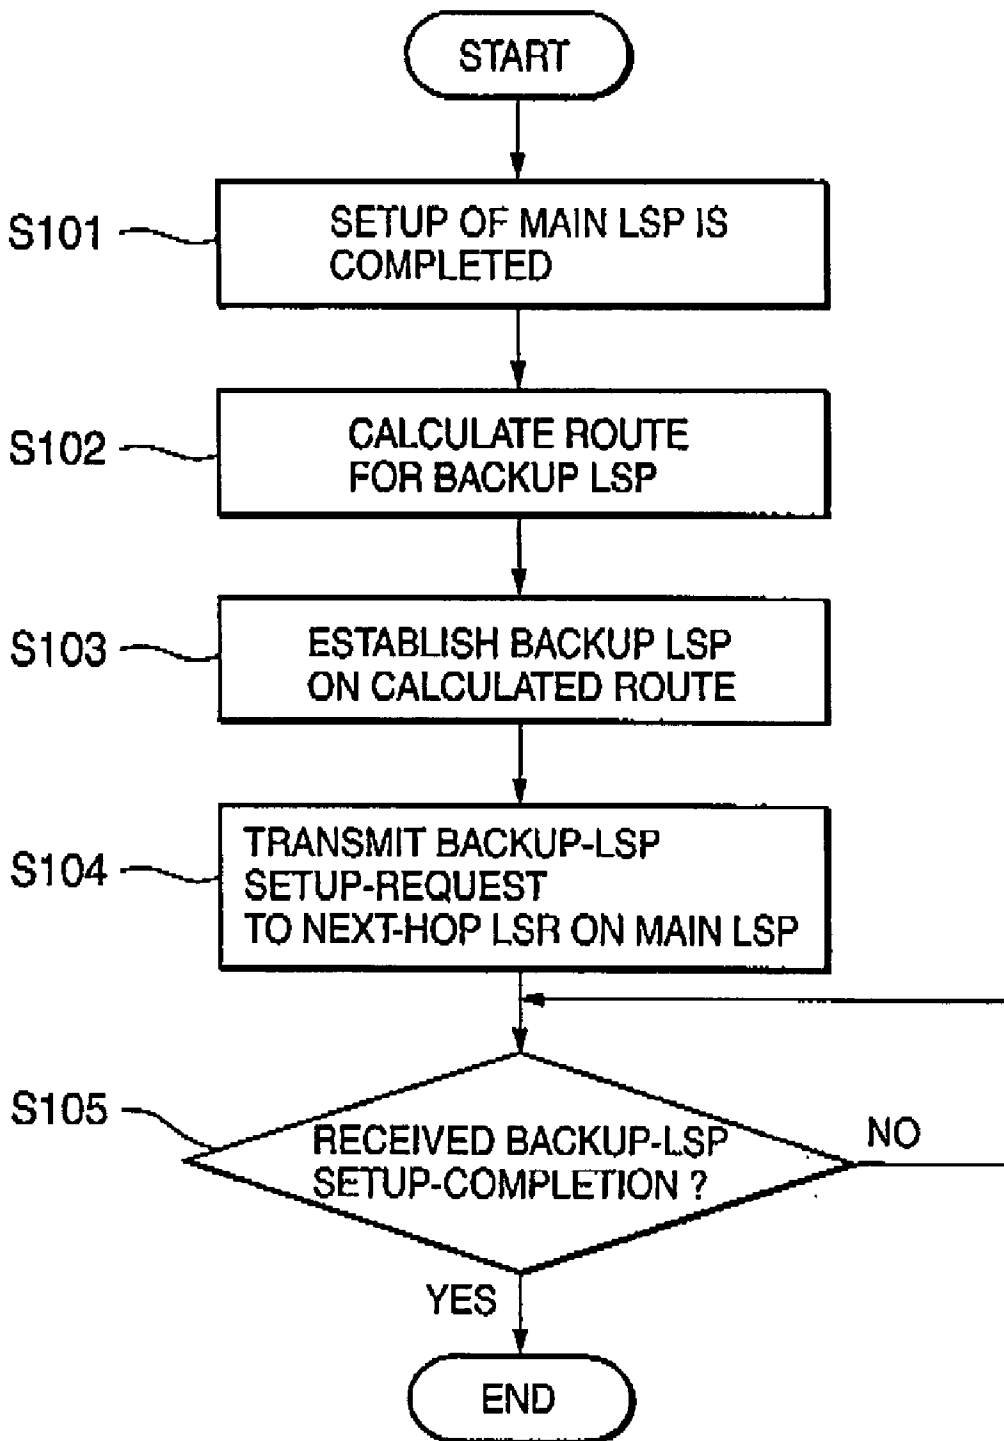 START
S101
SETUP OF MAIN LSP IS
COMPLETED
S102
CALCULATE ROUTE
FOR BACKUP LSP
S103
ESTABLISH BACKUP LSP
ON CALCULATED ROUTE
S104
TRANSMIT BACKUP-LSP
SETUP-REQUEST
TO NEXT-HOP LSR ON MAIN LSP
S105
RECEIVED BACKUP-LSP
SETUP-COMPLETION ?
NO
YES
END